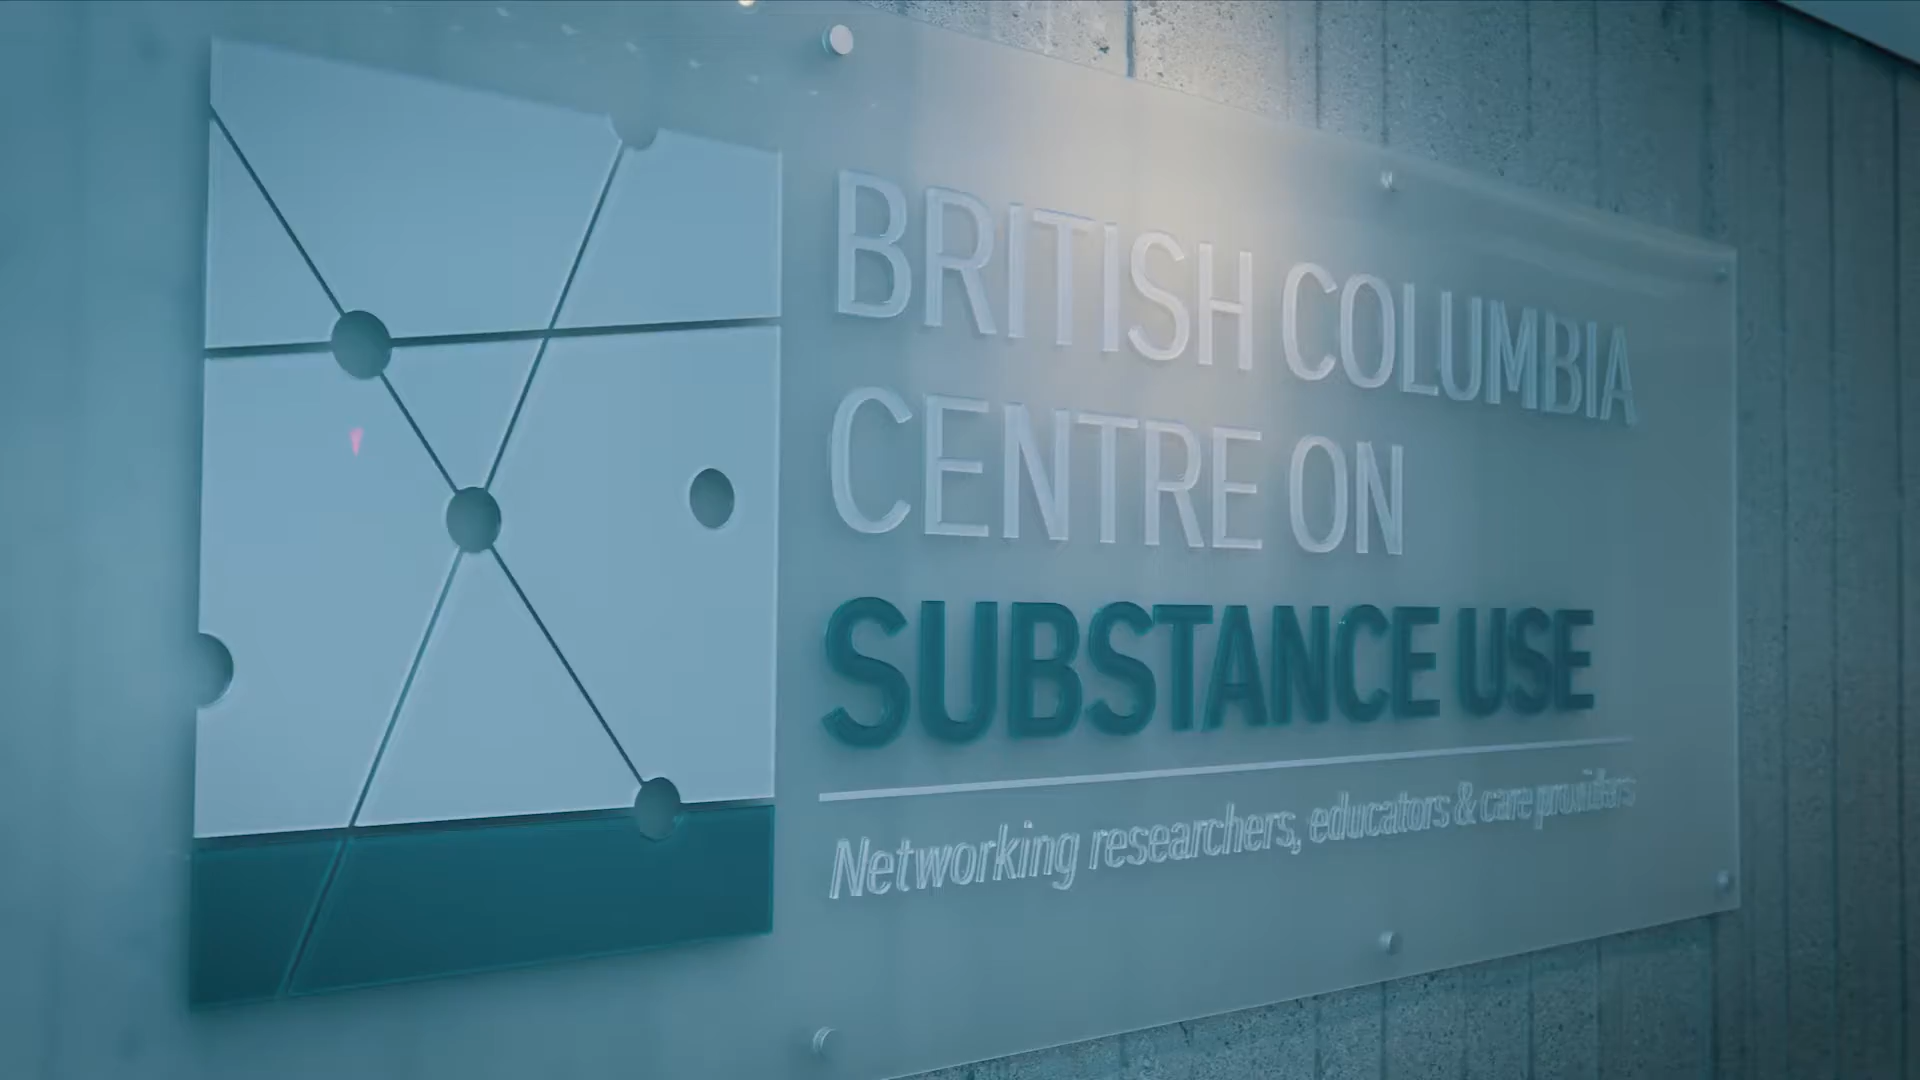 BRITISH COLUMBIA
CENTRE ON
SUBSTANCE USE
Networking researchers, educators & care providers